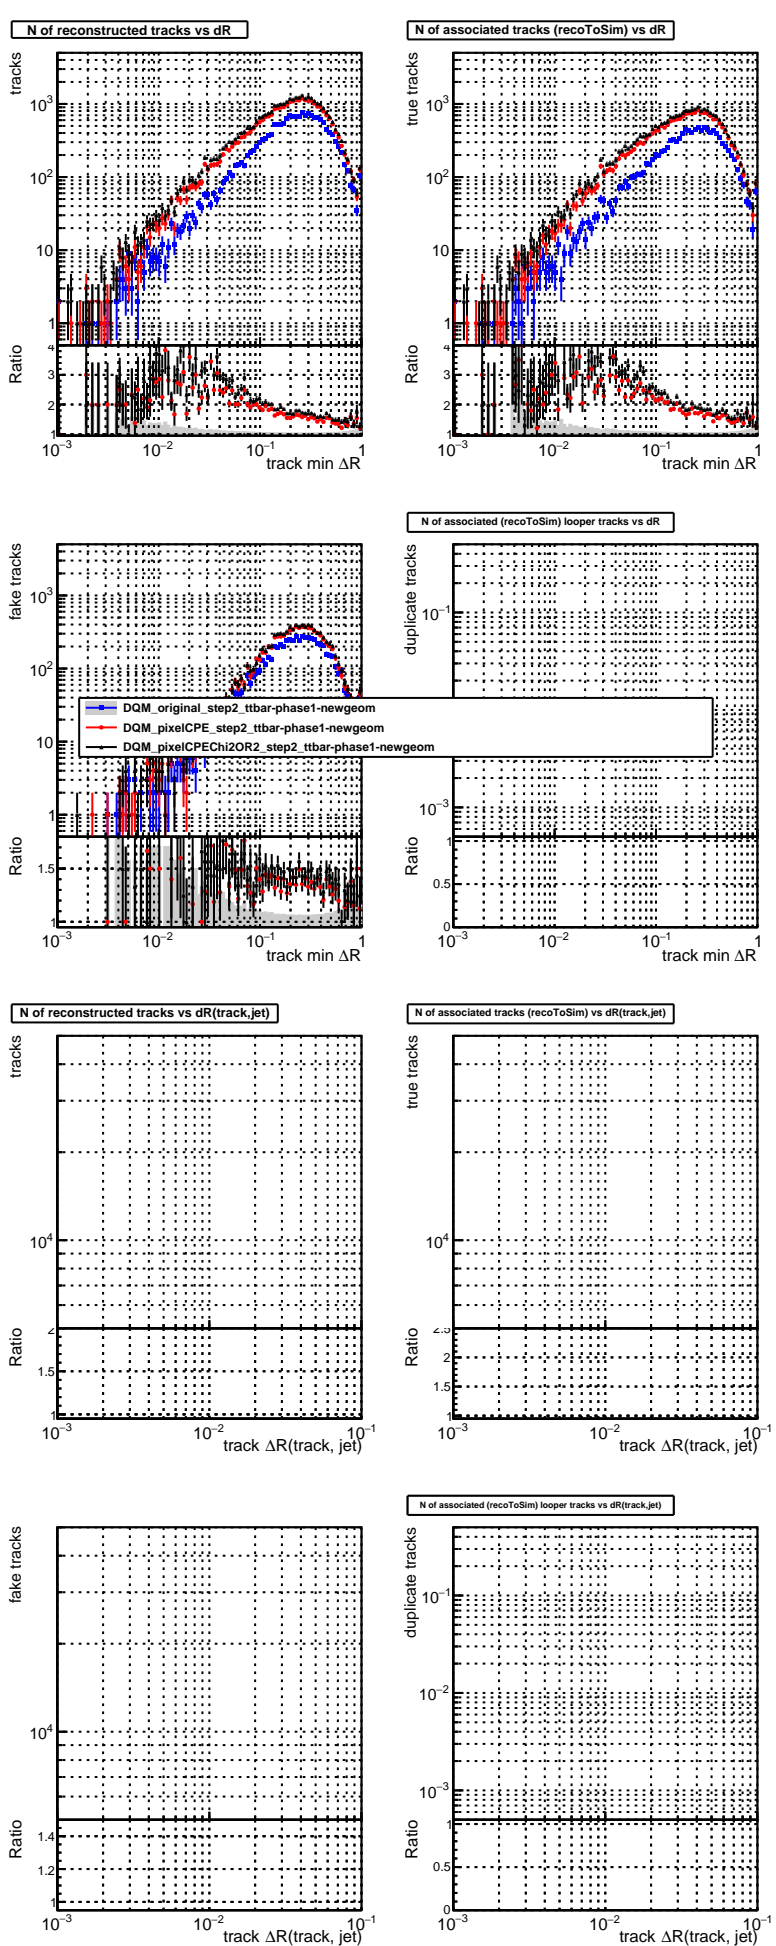 N of reconstructed tracks vs dR
tracks
10³
10²
10
1
Ratio
4
3
2
1
10⁻³ 10⁻² 10⁻¹ 1
track min ΔR
N of associated tracks (recoToSim) vs dR
true tracks
10³
10²
10
1
Ratio
4
3
2
1
10⁻³ 10⁻² 10⁻¹ 1
track min ΔR
fake tracks
10³
10²
10
1
Ratio
1.5
1
10⁻³ 10⁻² 10⁻¹ 1
track min ΔR
N of associated (recoToSim) looper tracks vs dR
duplicate tracks
10⁻¹
10⁻³
Ratio
1
0.5
0
10⁻³ 10⁻² 10⁻¹ 1
track min ΔR
DQM_original_step2_ttbar-phase1-newgeom
DQM_pixelCPE_step2_ttbar-phase1-newgeom
DQM_pixelCPEChi2OR2_step2_ttbar-phase1-newgeom
N of reconstructed tracks vs dR(track,jet)
tracks
10⁴
Ratio
2
1.5
1
10⁻³ 10⁻² 10⁻¹
track ΔR(track, jet)
N of associated tracks (recoToSim) vs dR(track,jet)
true tracks
10⁴
Ratio
2.5
2
1.5
1
10⁻³ 10⁻² 10⁻¹
track ΔR(track, jet)
fake tracks
10⁴
Ratio
1.4
1.2
1
10⁻³ 10⁻² 10⁻¹
track ΔR(track, jet)
N of associated (recoToSim) looper tracks vs dR(track,jet)
duplicate tracks
10⁻¹
10⁻²
10⁻³
Ratio
1
0.5
0
10⁻³ 10⁻² 10⁻¹
track ΔR(track, jet)